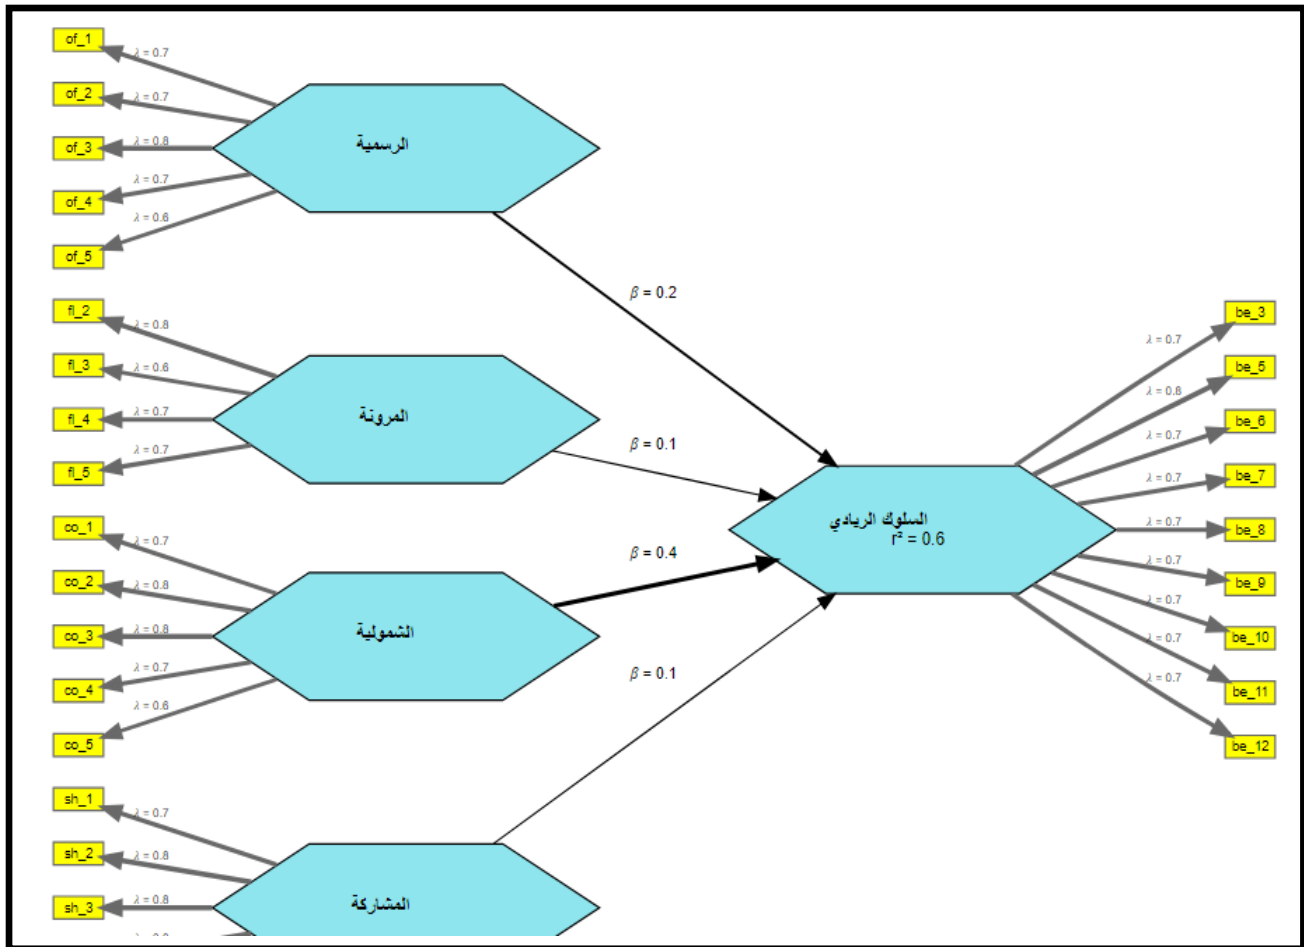 of_1
λ = 0.7
of_2
λ = 0.7
of_3
λ = 0.8
of_4
λ = 0.7
of_5
λ = 0.6
الرسمية
β = 0.2
fl_2
λ = 0.8
fl_3
λ = 0.6
fl_4
λ = 0.7
fl_5
λ = 0.7
المرونة
β = 0.1
co_1
λ = 0.7
co_2
λ = 0.8
co_3
λ = 0.8
co_4
λ = 0.7
co_5
λ = 0.6
الشمولية
β = 0.4
sh_1
λ = 0.7
sh_2
λ = 0.8
sh_3
λ = 0.8
المشاركة
β = 0.1
السلوك الريادي
r² = 0.6
be_3
λ = 0.7
be_5
λ = 0.8
be_6
λ = 0.7
be_7
λ = 0.7
be_8
λ = 0.7
be_9
λ = 0.7
be_10
λ = 0.7
be_11
λ = 0.7
be_12
λ = 0.7